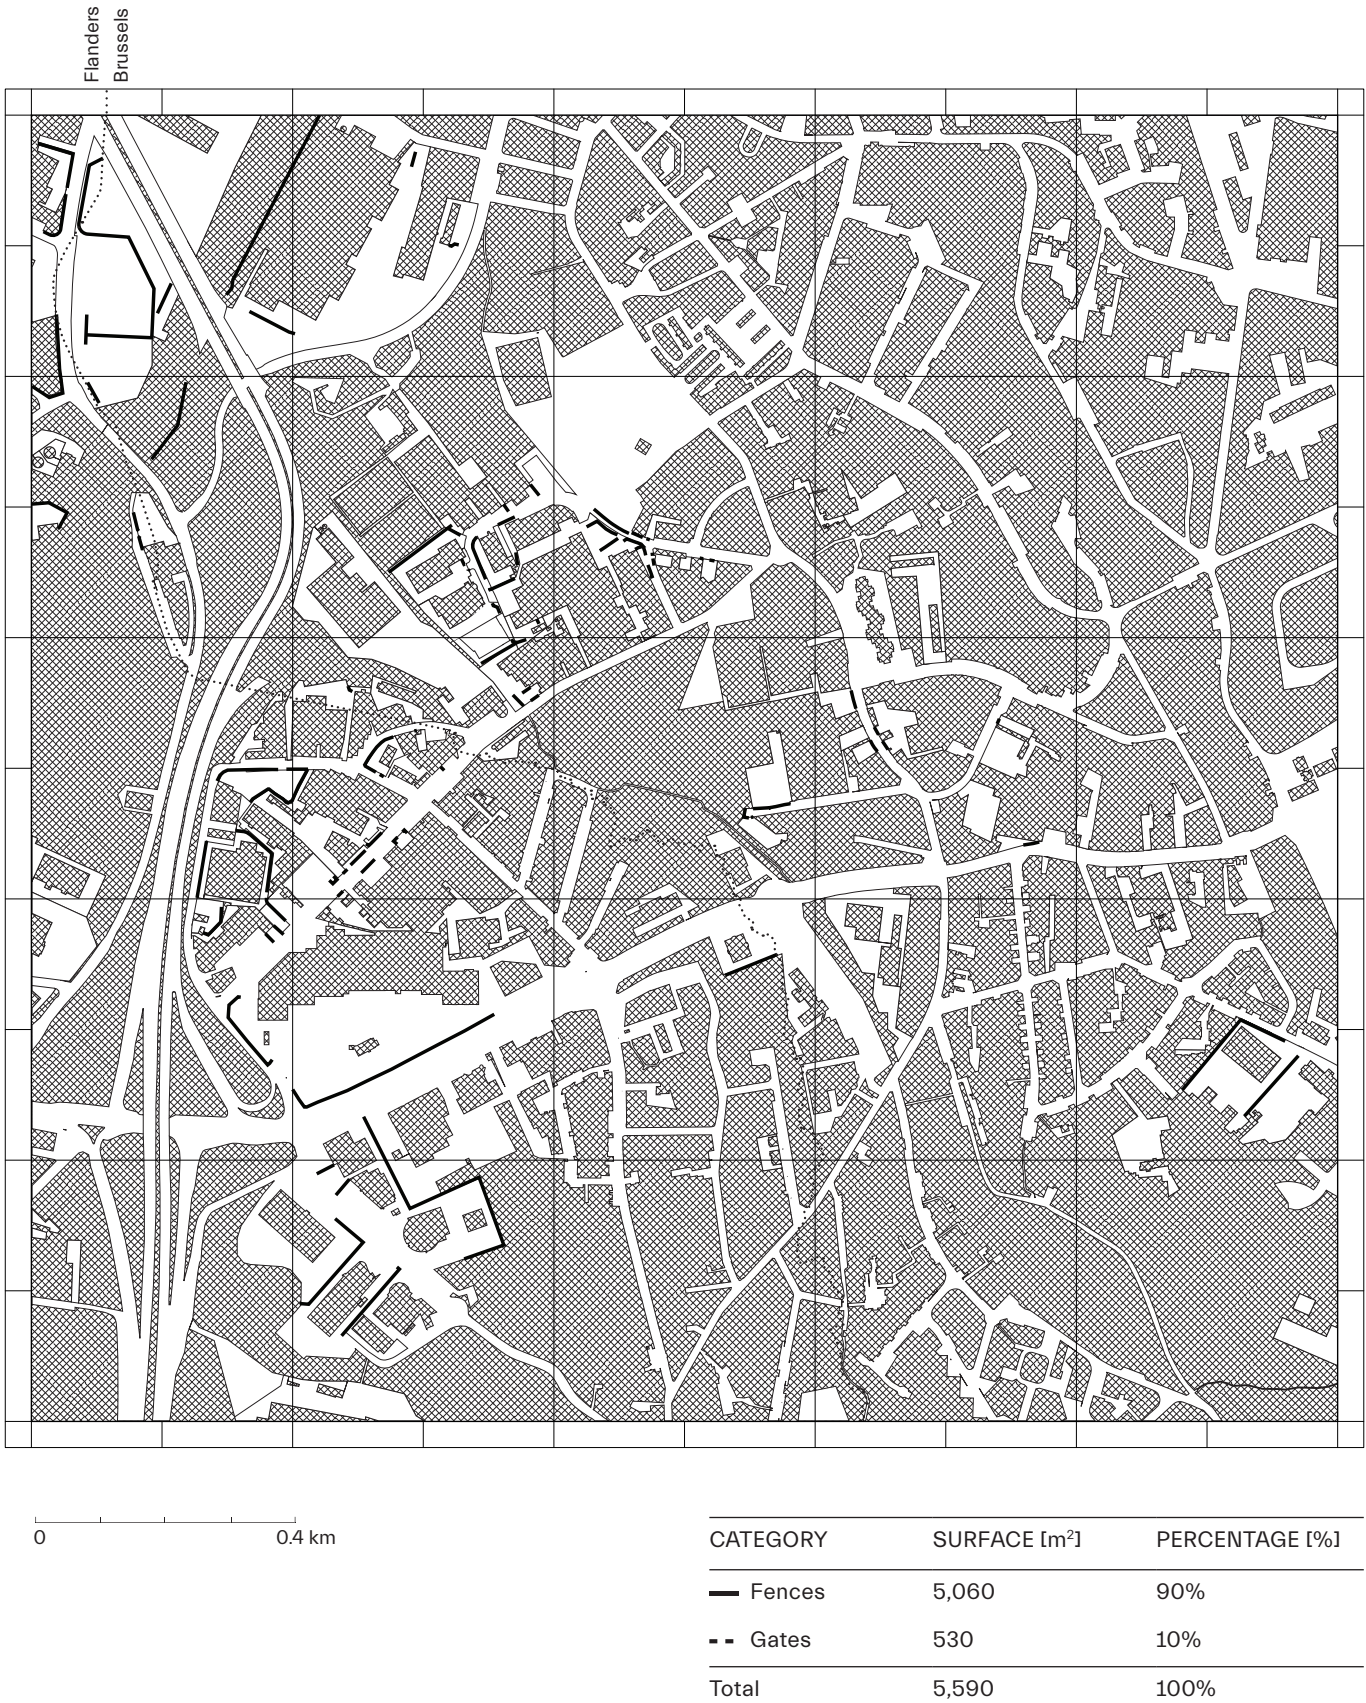 Flanders
Brussels
0 0.4 km
CATEGORY SURFACE [m²] PERCENTAGE [%]
Fences 5,060 90%
Gates 530 10%
Total 5,590 100%